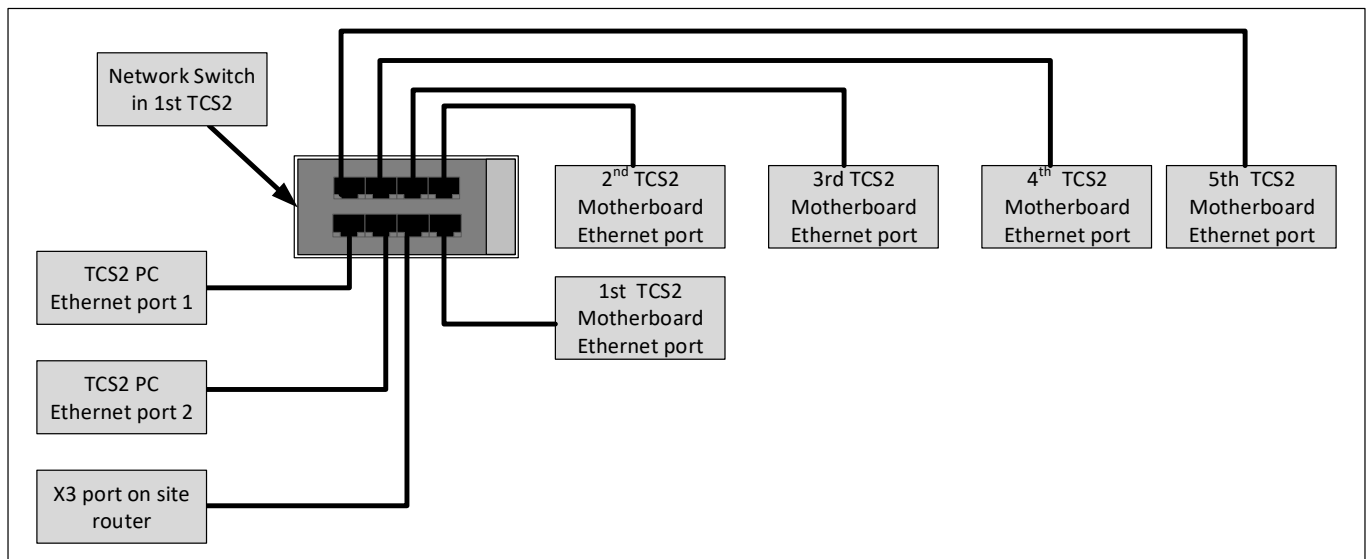 Network Switch
in 1st TCS2
2nd TCS2
Motherboard
Ethernet port
3rd TCS2
Motherboard
Ethernet port
4th TCS2
Motherboard
Ethernet port
5th TCS2
Motherboard
Ethernet port
TCS2 PC
Ethernet port 1
1st TCS2
Motherboard
Ethernet port
TCS2 PC
Ethernet port 2
X3 port on site
router